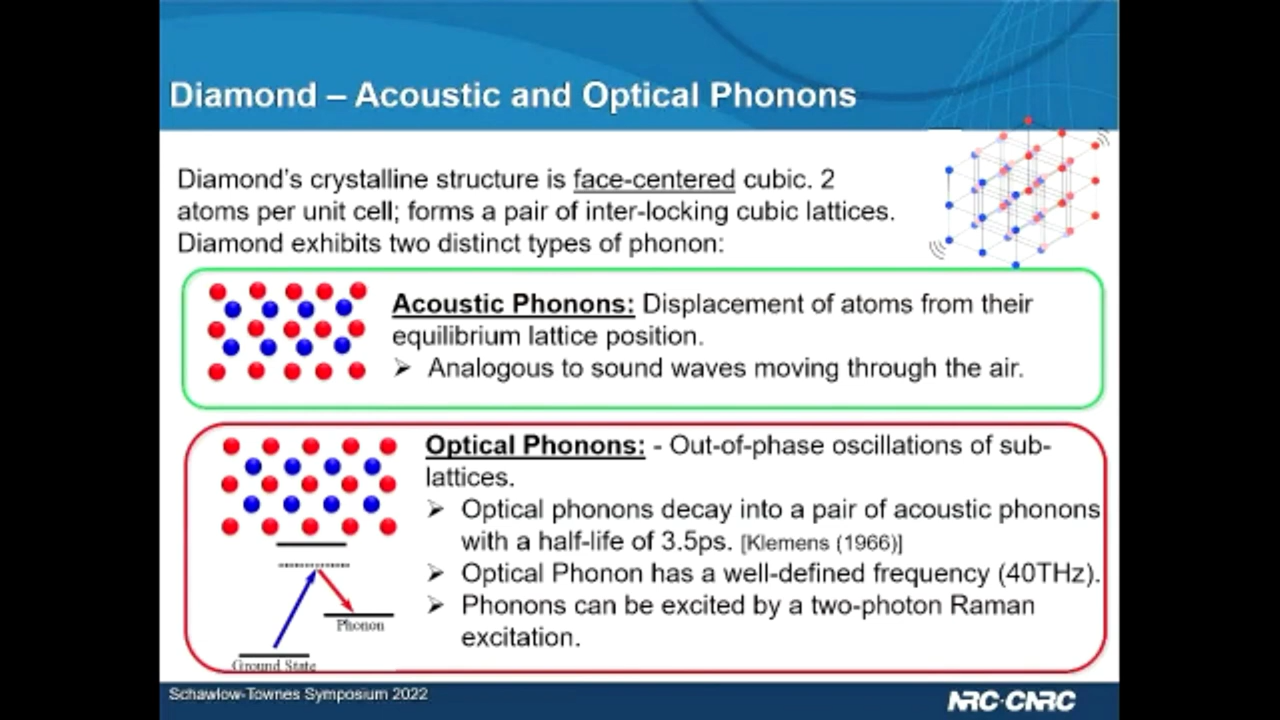 Diamond – Acoustic and Optical Phonons
Diamond's crystalline structure is face-centered cubic. 2
atoms per unit cell; forms a pair of inter-locking cubic lattices.
Diamond exhibits two distinct types of phonon:
Acoustic Phonons: Displacement of atoms from their
equilibrium lattice position.
➢ Analogous to sound waves moving through the air.
Optical Phonons: - Out-of-phase oscillations of sub-
lattices.
➢ Optical phonons decay into a pair of acoustic phonons
with a half-life of 3.5ps. [Klemens (1966)]
➢ Optical Phonon has a well-defined frequency (40THz).
➢ Phonons can be excited by a two-photon Raman
excitation.
Phonon
Ground State
Schawlow-Townes Symposium 2022
NRC·CNRC